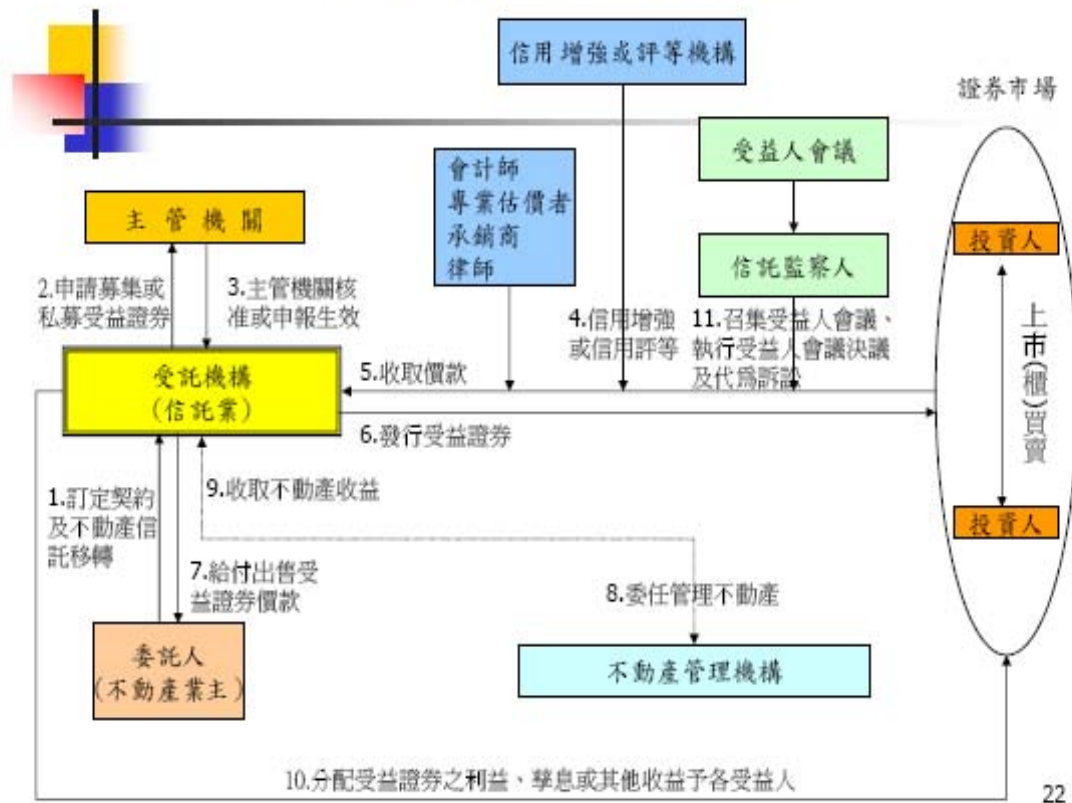 信用增強或評等機構
證券市場
會計師
專業估價者
承銷商
律師
受益人會議
主管機關
投資人
信託監察人
2.申請募集或
私募受益證券
3.主管機關核
准或申報生效
4.信用增強
或信用評等
11.召集受益人會議、
執行受益人會議決議
及代為訴訟
上市(櫃)買賣
受託機構
(信託業)
5.收取價款
6.發行受益證券
1.訂定契約
及不動產信
託移轉
9.收取不動產收益
投資人
7.給付出售受
益證券價款
8.委任管理不動產
委託人
(不動產業主)
不動產管理機構
10.分配受益證券之利益、孳息或其他收益予各受益人
22